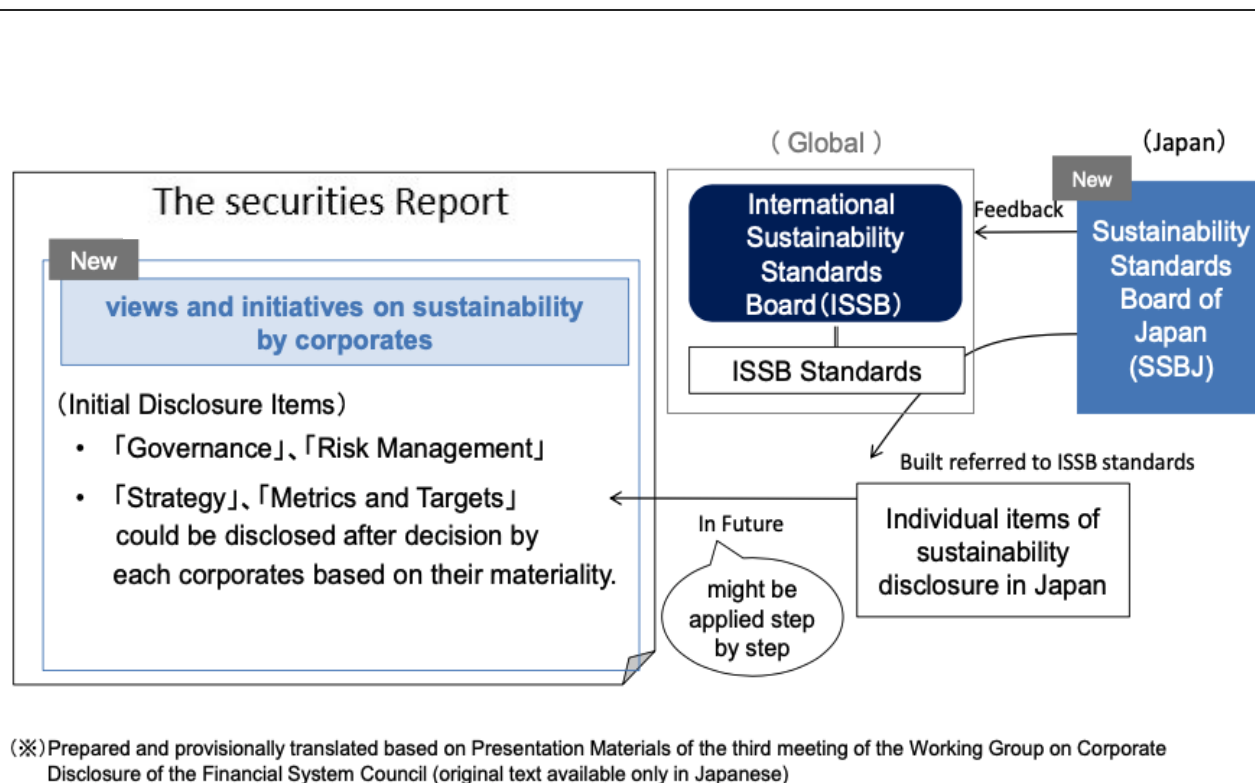 The securities Report
New
views and initiatives on sustainability
by corporates
（Initial Disclosure Items）
• 「Governance」、「Risk Management」
• 「Strategy」、「Metrics and Targets」
could be disclosed after decision by
each corporates based on their materiality.
（ Global ）
International
Sustainability
Standards
Board（ISSB）
ISSB Standards
（Japan）
New
Feedback
Sustainability
Standards
Board of
Japan
(SSBJ)
Built referred to ISSB standards
Individual items of
sustainability
disclosure in Japan
In Future
might be
applied step
by step
（※）Prepared and provisionally translated based on Presentation Materials of the third meeting of the Working Group on Corporate
Disclosure of the Financial System Council (original text available only in Japanese)